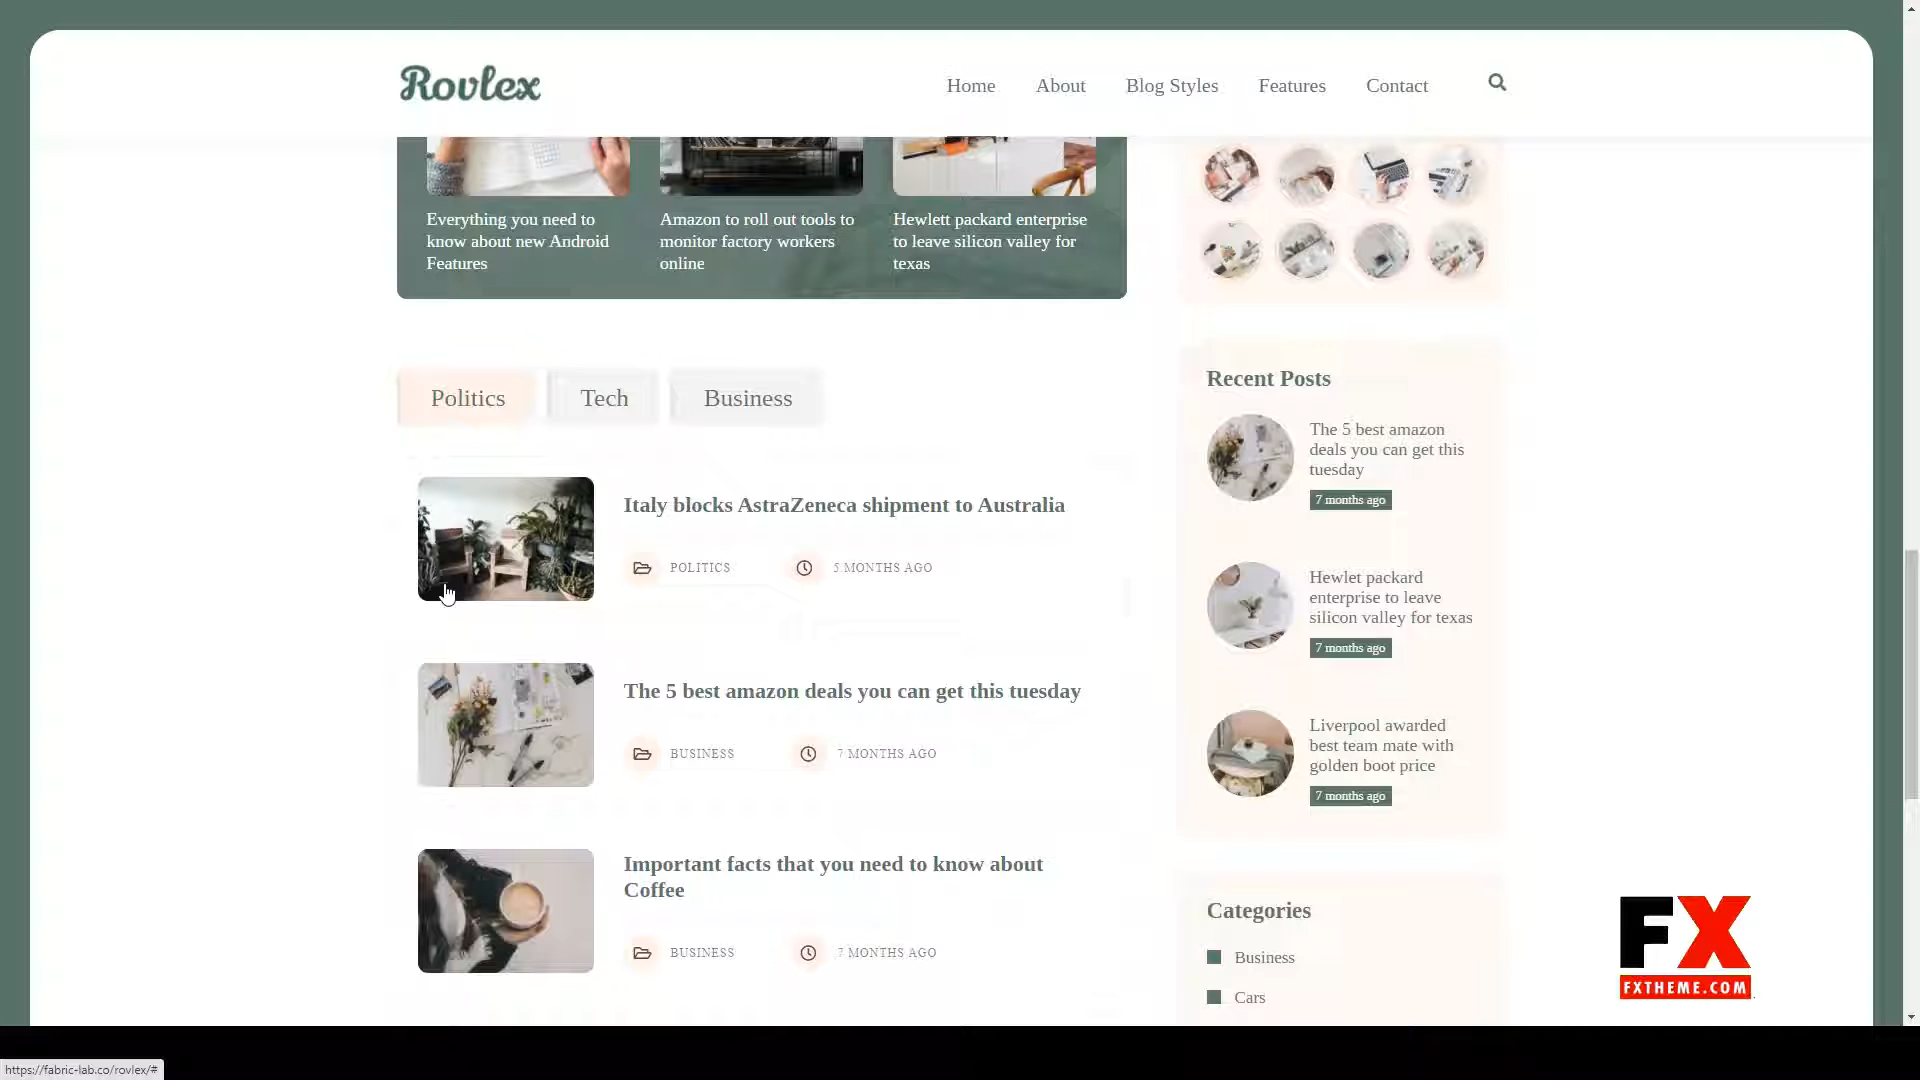 Rovlex
Home
About
Blog Styles
Features
Contact
Everything you need to
know about new Android
Features
Amazon to roll out tools to
monitor factory workers
online
Hewlett packard enterprise
to leave silicon valley for
texas
Politics
Tech
Business
Italy blocks AstraZeneca shipment to Australia
POLITICS
5 MONTHS AGO
The 5 best amazon deals you can get this tuesday
BUSINESS
7 MONTHS AGO
Important facts that you need to know about
Coffee
BUSINESS
7 MONTHS AGO
Recent Posts
The 5 best amazon
deals you can get this
tuesday
7 months ago
Hewlet packard
enterprise to leave
silicon valley for texas
7 months ago
Liverpool awarded
best team mate with
golden boot price
7 months ago
Categories
Business
Cars
FX
FXTHEME.COM
https://fabric-lab.co/rovlex/#